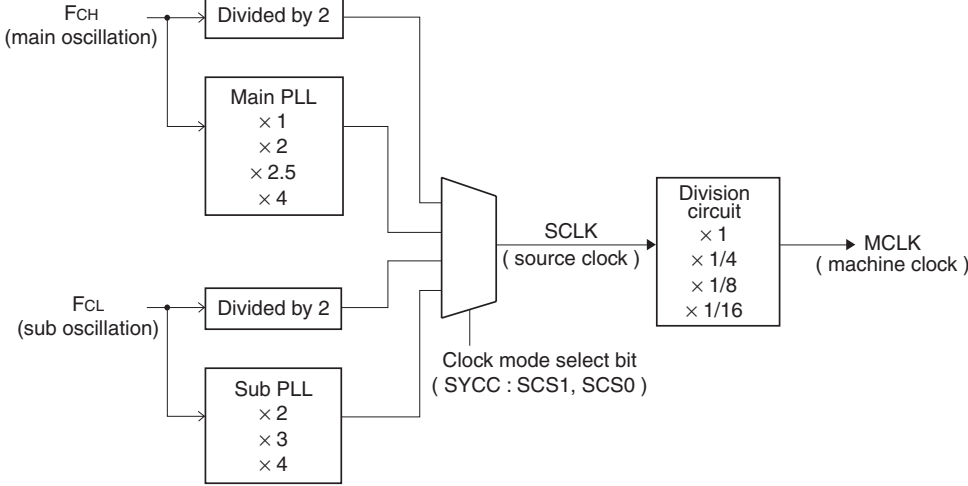 FCH
(main oscillation)
Divided by 2
Main PLL
× 1
× 2
× 2.5
× 4
FCL
(sub oscillation)
Divided by 2
Sub PLL
× 2
× 3
× 4
Clock mode select bit
( SYCC : SCS1, SCS0 )
SCLK
( source clock )
Division
circuit
× 1
× 1/4
× 1/8
× 1/16
MCLK
( machine clock )